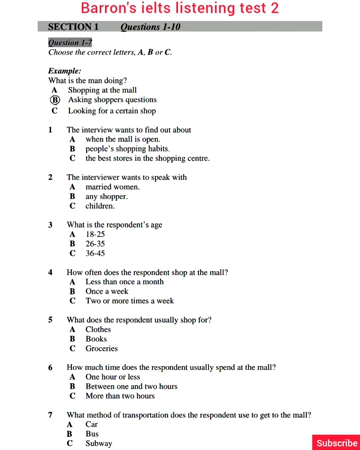 Barron's ielts listening test 2
SECTION 1 Questions 1-10
Question 1-7
Choose the correct letters, A, B or C.
Example:
What is the man doing?
A Shopping at the mall
B Asking shoppers questions
C Looking for a certain shop
1 The interview wants to find out about
A when the mall is open.
B people's shopping habits.
C the best stores in the shopping centre.
2 The interviewer wants to speak with
A married women.
B any shopper.
C children.
3 What is the respondent's age
A 18-25
B 26-35
C 36-45
4 How often does the respondent shop at the mall?
A Less than once a month
B Once a week
C Two or more times a week
5 What does the respondent usually shop for?
A Clothes
B Books
C Groceries
6 How much time does the respondent usually spend at the mall?
A One hour or less
B Between one and two hours
C More than two hours
7 What method of transportation does the respondent use to get to the mall?
A Car
B Bus
C Subway
Subscribe